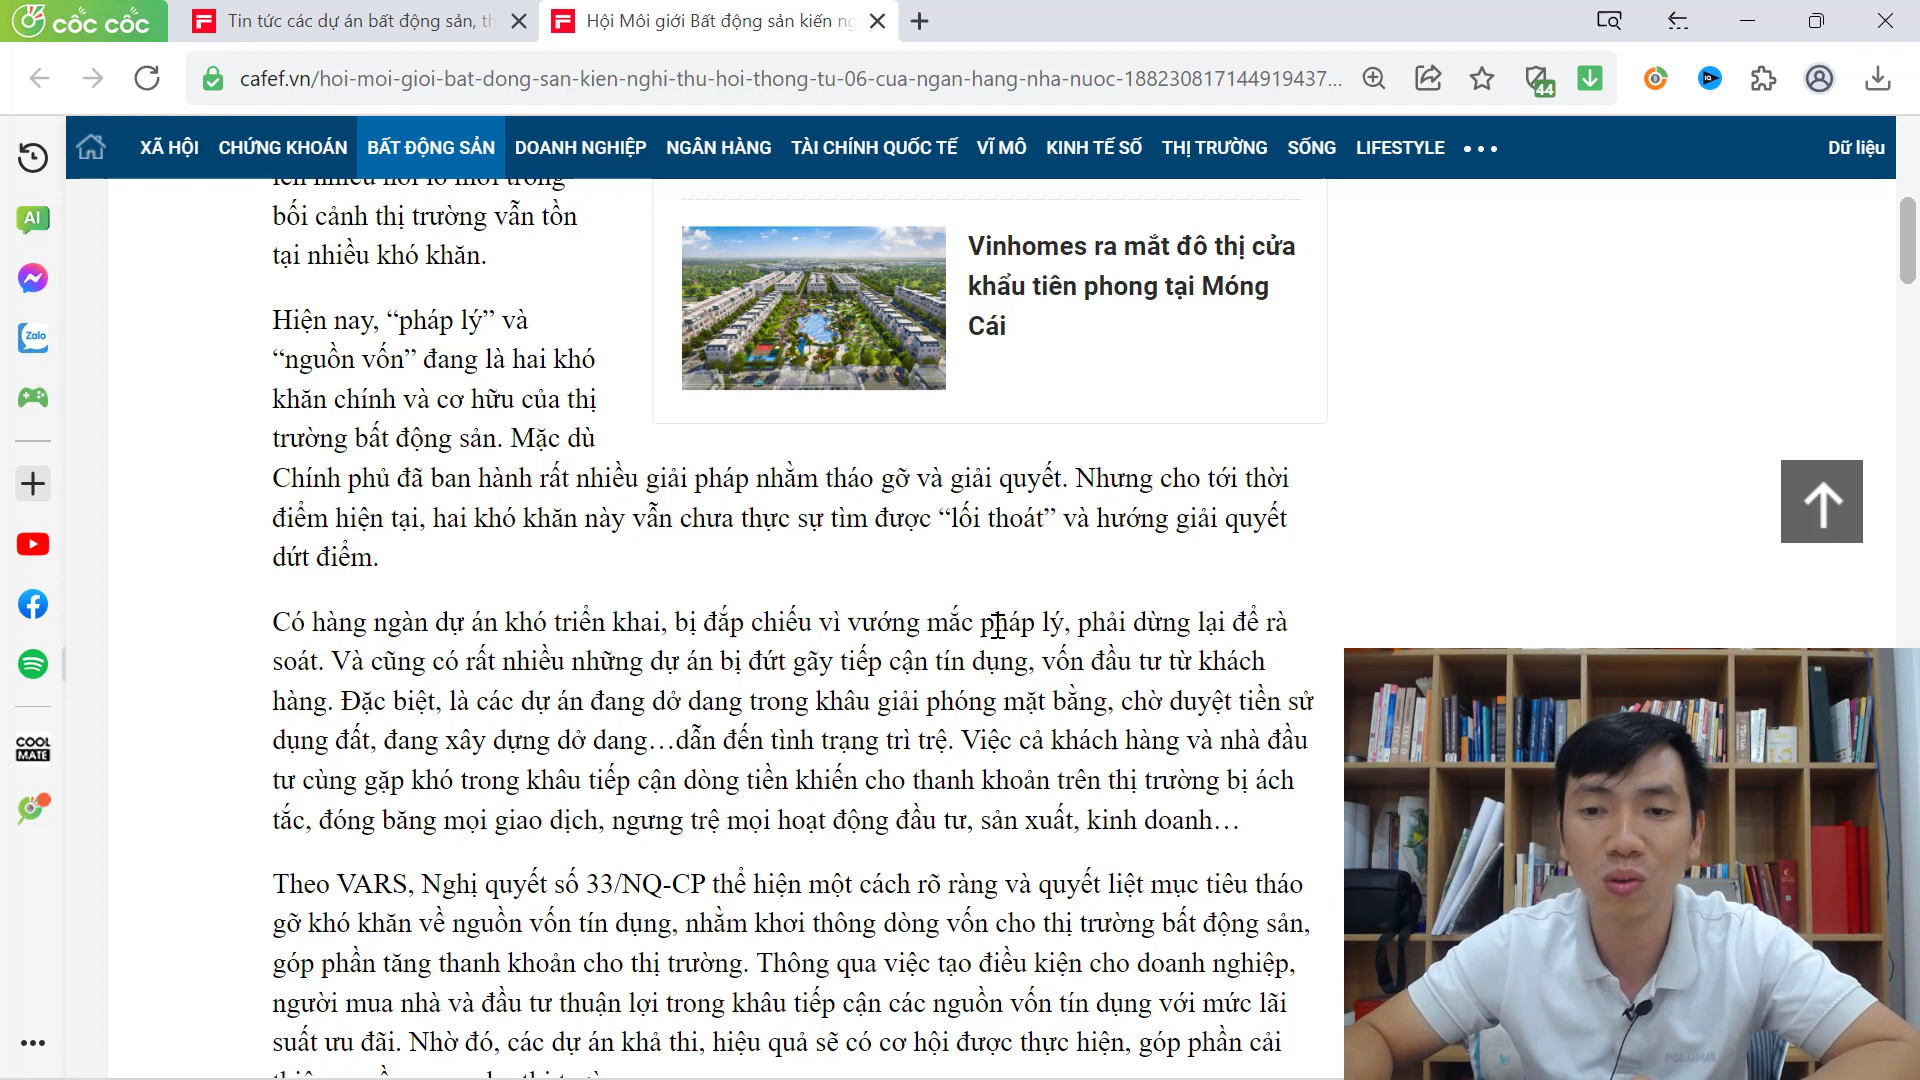 cốc cốc
Tin tức các dự án bất động sản, th
Hội Môi giới Bất động sản kiến ng
cafef.vn/hoi-moi-gioi-bat-dong-san-kien-nghi-thu-hoi-thong-tu-06-cua-ngan-hang-nha-nuoc-188230817144919437...
44
XÃ HỘI CHỨNG KHOÁN BẤT ĐỘNG SẢN DOANH NGHIỆP NGÂN HÀNG TÀI CHÍNH QUỐC TẾ VĨ MÔ KINH TẾ SỐ THỊ TRƯỜNG SỐNG LIFESTYLE Dữ liệu
AI
Zalo
COOL
MATE
bối cảnh thị trường vẫn tồn
tại nhiều khó khăn.
Vinhomes ra mắt đô thị cửa
khẩu tiên phong tại Móng
Cái
Hiện nay, “pháp lý” và
“nguồn vốn” đang là hai khó
khăn chính và cơ hữu của thị
trường bất động sản. Mặc dù
Chính phủ đã ban hành rất nhiều giải pháp nhằm tháo gỡ và giải quyết. Nhưng cho tới thời
điểm hiện tại, hai khó khăn này vẫn chưa thực sự tìm được “lối thoát” và hướng giải quyết
dứt điểm.
Có hàng ngàn dự án khó triển khai, bị đắp chiếu vì vướng mắc pháp lý, phải dừng lại để rà
soát. Và cũng có rất nhiều những dự án bị đứt gãy tiếp cận tín dụng, vốn đầu tư từ khách
hàng. Đặc biệt, là các dự án đang dở dang trong khâu giải phóng mặt bằng, chờ duyệt tiền sử
dụng đất, đang xây dựng dở dang…dẫn đến tình trạng trì trệ. Việc cả khách hàng và nhà đầu
tư cùng gặp khó trong khâu tiếp cận dòng tiền khiến cho thanh khoản trên thị trường bị ách
tắc, đóng băng mọi giao dịch, ngưng trệ mọi hoạt động đầu tư, sản xuất, kinh doanh…
Theo VARS, Nghị quyết số 33/NQ-CP thể hiện một cách rõ ràng và quyết liệt mục tiêu tháo
gỡ khó khăn về nguồn vốn tín dụng, nhằm khơi thông dòng vốn cho thị trường bất động sản,
góp phần tăng thanh khoản cho thị trường. Thông qua việc tạo điều kiện cho doanh nghiệp,
người mua nhà và đầu tư thuận lợi trong khâu tiếp cận các nguồn vốn tín dụng với mức lãi
suất ưu đãi. Nhờ đó, các dự án khả thi, hiệu quả sẽ có cơ hội được thực hiện, góp phần cải